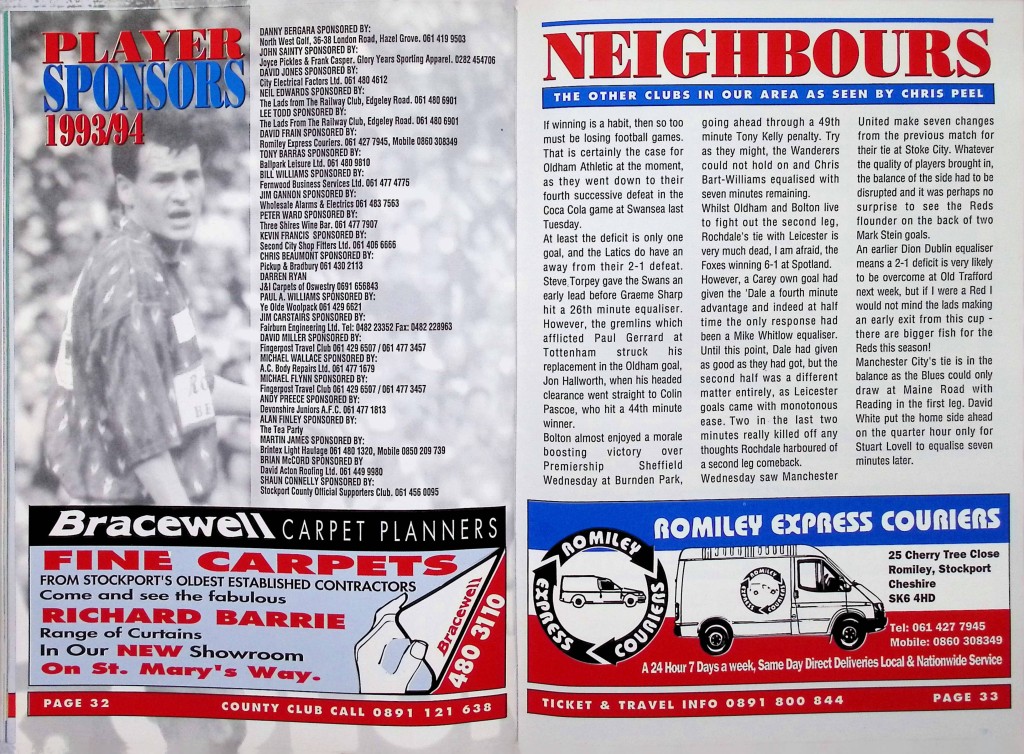 PLAYER
SPONSORS
1993/94
DANNY BERGARA SPONSORED BY:
North West Golf, 36-38 London Road, Hazel Grove. 061 419 9503
JOHN SAINTY SPONSORED BY:
Joyce Pickles & Frank Casper. Glory Years Sporting Apparel. 0282 454706
DAVID JONES SPONSORED BY:
City Electrical Factors Ltd. 061 480 4612
NEIL EDWARDS SPONSORED BY:
The Lads from The Railway Club, Edgeley Road. 061 480 6901
LEE TODD SPONSORED BY:
The Lads From The Railway Club, Edgeley Road. 061 480 6901
DAVID FRAIN SPONSORED BY:
Romiley Express Couriers. 061 427 7945, Mobile 0860 308349
TONY BARRAS SPONSORED BY:
Ballpark Leisure Ltd. 061 480 9810
BILL WILLIAMS SPONSORED BY:
Fernwood Business Services Ltd. 061 477 4775
JIM GANNON SPONSORED BY:
Wholesale Alarms & Electrics 061 483 7563
PETER WARD SPONSORED BY:
Three Shires Wine Bar. 061 477 7907
KEVIN FRANCIS SPONSORED BY:
Second City Shop Fitters Ltd. 061 406 6666
CHRIS BEAUMONT SPONSORED BY:
Pickup & Bradbury 061 430 2113
DARREN RYAN
J&I Carpets of Oswestry 0691 656843
PAUL A. WILLIAMS SPONSORED BY:
Ye Olde Woolpack 061 429 6621
JIM CARSTAIRS SPONSORED BY:
Fairburn Engineering Ltd. Tel: 0482 23352 Fax: 0482 228963
DAVID MILLER SPONSORED BY:
Fingerpost Travel Club 061 429 6507 / 061 477 3457
MICHAEL WALLACE SPONSORED BY:
A.C. Body Repairs Ltd. 061 477 1679
MICHAEL FLYNN SPONSORED BY:
Fingerpost Travel Club 061 429 6507 / 061 477 3457
ANDY PREECE SPONSORED BY:
Devonshire Juniors A.F.C. 061 477 1813
ALAN FINLEY SPONSORED BY:
The Tea Party
MARTIN JAMES SPONSORED BY:
Brintex Light Haulage 061 480 1320, Mobile 0850 209 739
BRIAN McCORD SPONSORED BY
David Acton Roofing Ltd. 061 449 9980
SHAUN CONNELLY SPONSORED BY:
Stockport County Official Supporters Club. 061 456 0095
Bracewell CARPET PLANNERS
FINE CARPETS
FROM STOCKPORT'S OLDEST ESTABLISHED CONTRACTORS
Come and see the fabulous
RICHARD BARRIE
Range of Curtains
In Our NEW Showroom
On St. Mary's Way.
Bracewell
480 3110
PAGE 32 COUNTY CLUB CALL 0891 121 638
NEIGHBOURS
THE OTHER CLUBS IN OUR AREA AS SEEN BY CHRIS PEEL
If winning is a habit, then so too
must be losing football games.
That is certainly the case for
Oldham Athletic at the moment,
as they went down to their
fourth successive defeat in the
Coca Cola game at Swansea last
Tuesday.
At least the deficit is only one
goal, and the Latics do have an
away from their 2-1 defeat.
Steve Torpey gave the Swans an
early lead before Graeme Sharp
hit a 26th minute equaliser.
However, the gremlins which
afflicted Paul Gerrard at
Tottenham struck his
replacement in the Oldham goal,
Jon Hallworth, when his headed
clearance went straight to Colin
Pascoe, who hit a 44th minute
winner.
Bolton almost enjoyed a morale
boosting victory over
Premiership Sheffield
Wednesday at Burnden Park,
going ahead through a 49th
minute Tony Kelly penalty. Try
as they might, the Wanderers
could not hold on and Chris
Bart-Williams equalised with
seven minutes remaining.
Whilst Oldham and Bolton live
to fight out the second leg,
Rochdale's tie with Leicester is
very much dead, I am afraid, the
Foxes winning 6-1 at Spotland.
However, a Carey own goal had
given the 'Dale a fourth minute
advantage and indeed at half
time the only response had
been a Mike Whitlow equaliser.
Until this point, Dale had given
as good as they had got, but the
second half was a different
matter entirely, as Leicester
goals came with monotonous
ease. Two in the last two
minutes really killed off any
thoughts Rochdale harboured of
a second leg comeback.
Wednesday saw Manchester
United make seven changes
from the previous match for
their tie at Stoke City. Whatever
the quality of players brought in,
the balance of the side had to be
disrupted and it was perhaps no
surprise to see the Reds
flounder on the back of two
Mark Stein goals.
An earlier Dion Dublin equaliser
means a 2-1 deficit is very likely
to be overcome at Old Trafford
next week, but if I were a Red I
would not mind the lads making
an early exit from this cup -
there are bigger fish for the
Reds this season!
Manchester City's tie is in the
balance as the Blues could only
draw at Maine Road with
Reading in the first leg. David
White put the home side ahead
on the quarter hour only for
Stuart Lovell to equalise seven
minutes later.
ROMILEY EXPRESS COURIERS
ROMILEY
EXPRESS
COURIERS
ROMILEY
EXPRESS
COURIERS
25 Cherry Tree Close
Romiley, Stockport
Cheshire
SK6 4HD
Tel: 061 427 7945
Mobile: 0860 308349
A 24 Hour 7 Days a week, Same Day Direct Deliveries Local & Nationwide Service
TICKET & TRAVEL INFO 0891 800 844 PAGE 33